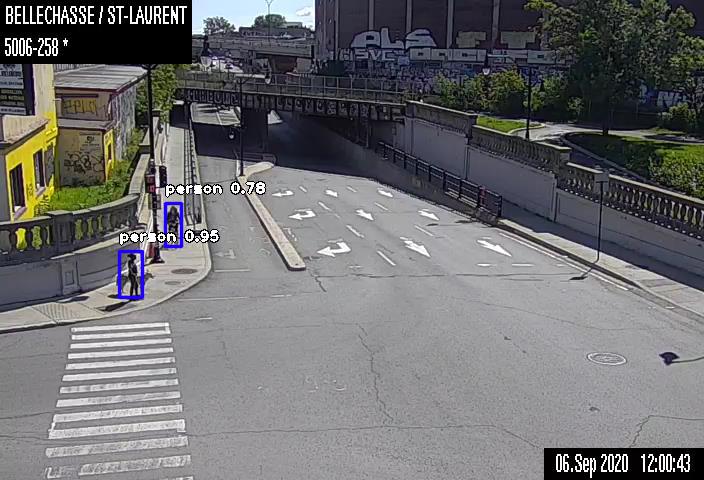 BELLECHASSE / ST-LAURENT
5006-258 *
person 0.78
person 0.95
06.Sep 2020 12:00:43